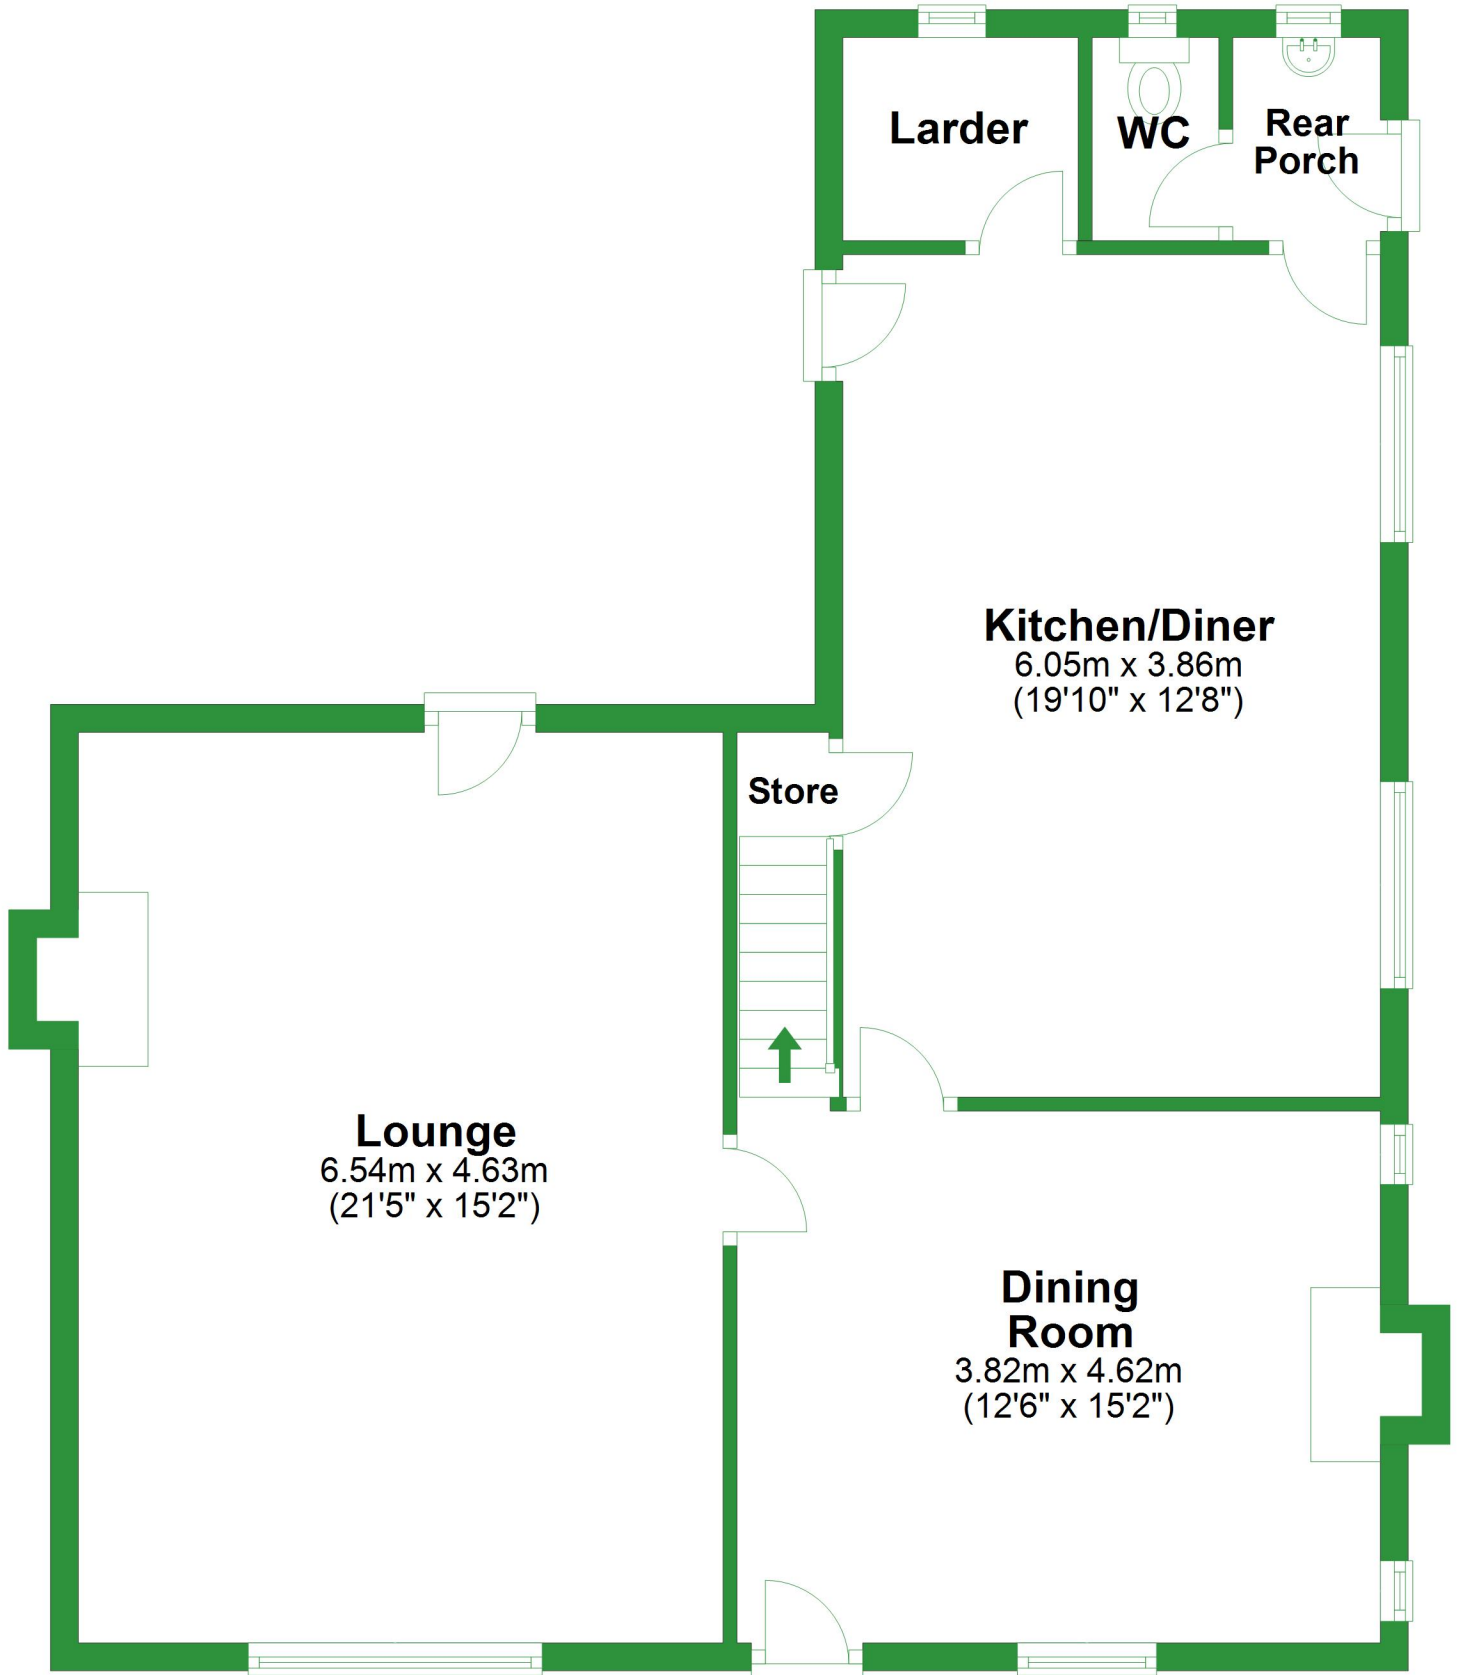 Larder
WC
Rear
Porch
Kitchen/Diner
6.05m x 3.86m
(19'10" x 12'8")
Store
Lounge
6.54m x 4.63m
(21'5" x 15'2")
Dining
Room
3.82m x 4.62m
(12'6" x 15'2")